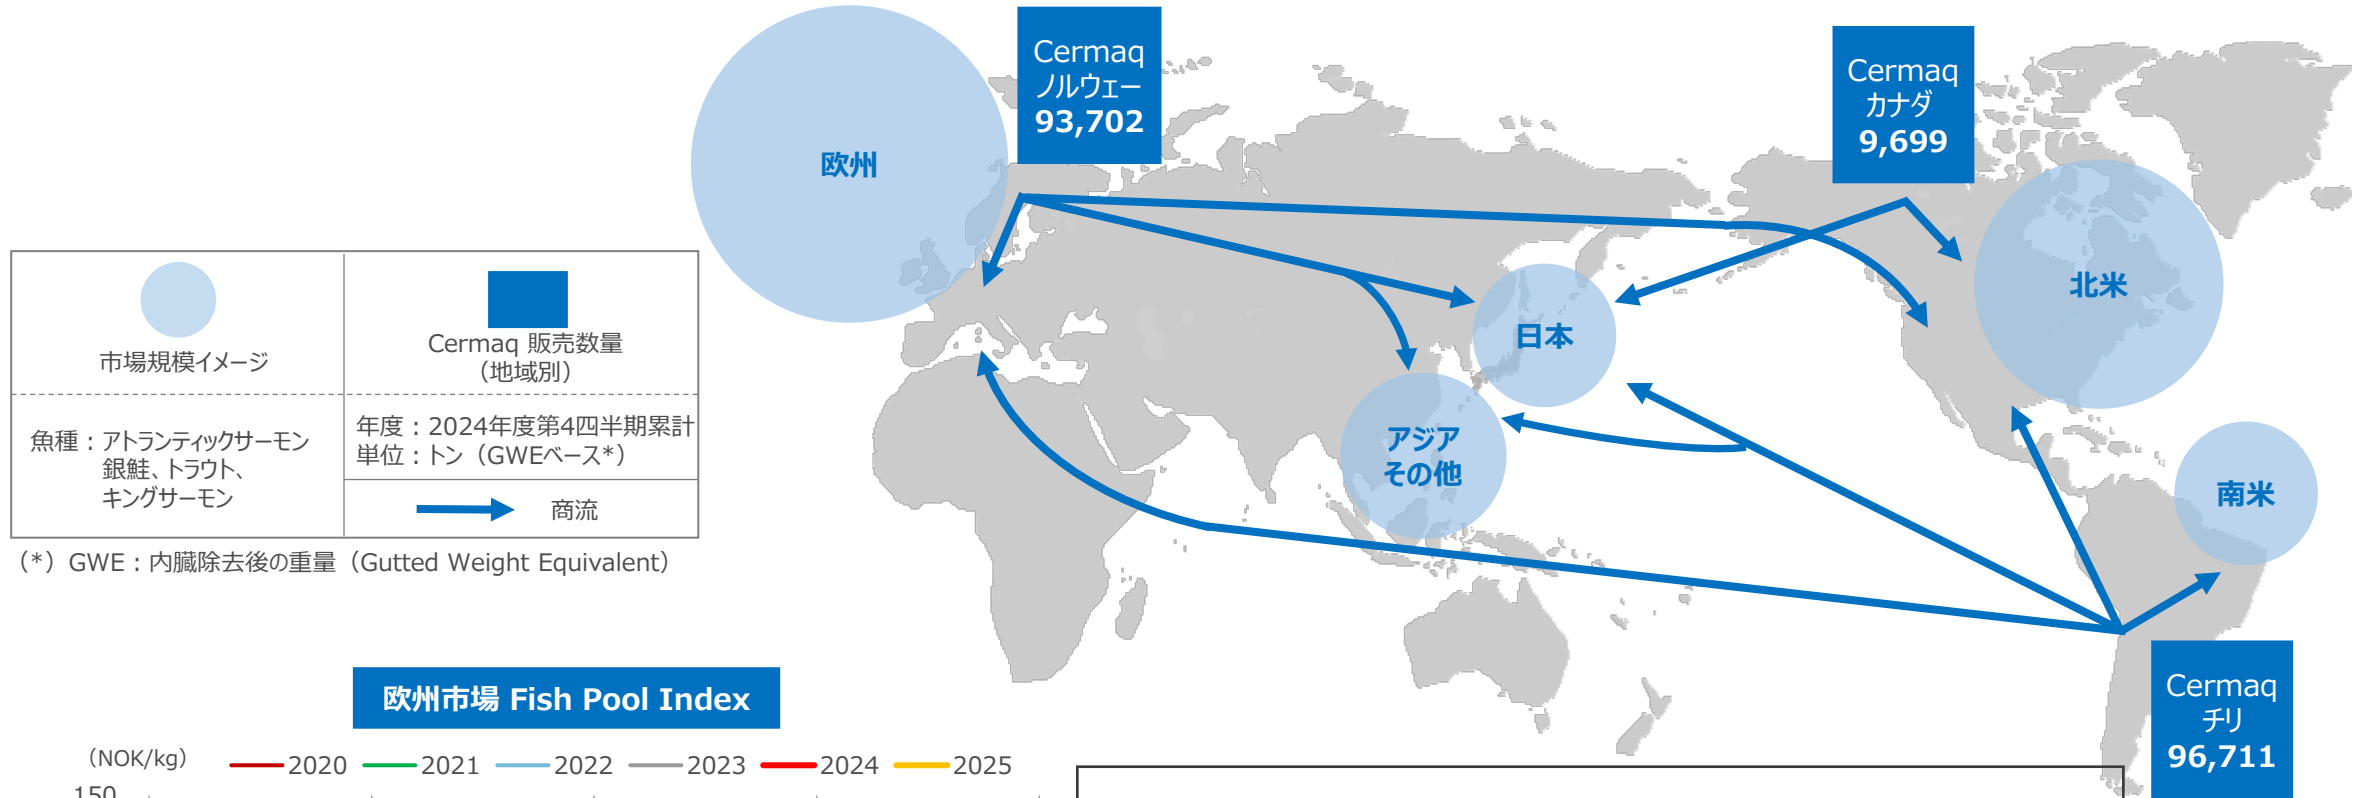 Cermaq
ノルウェー
93,702
Cermaq
カナダ
9,699
欧州
北米
日本
アジア
その他
南米
市場規模イメージ
Cermaq 販売数量
（地域別）
魚種：アトランティックサーモン
銀鮭、トラウト、
キングサーモン
年度：2024年度第4四半期累計
単位：トン（GWEベース*）
商流
（*）GWE：内臓除去後の重量（Gutted Weight Equivalent）
Cermaq
チリ
96,711
欧州市場 Fish Pool Index
（NOK/kg）
2020 2021 2022 2023 2024 2025
150